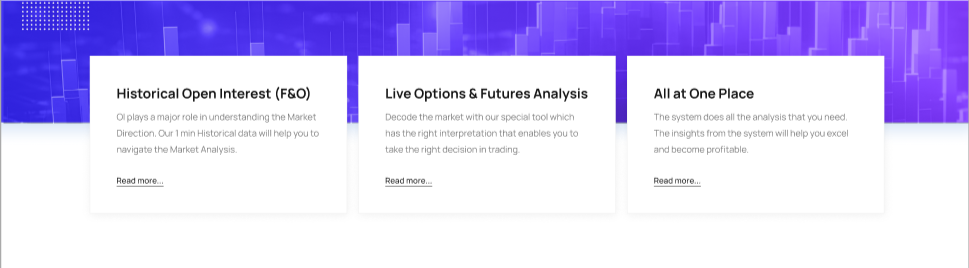 Historical Open Interest (F&O)
OI plays a major role in understanding the Market
Direction. Our 1 min Historical data will help you to
navigate the Market Analysis.
Read more...
Live Options & Futures Analysis
Decode the market with our special tool which
has the right interpretation that enables you to
take the right decision in trading.
Read more...
All at One Place
The system does all the analysis that you need.
The insights from the system will help you excel
and become profitable.
Read more...